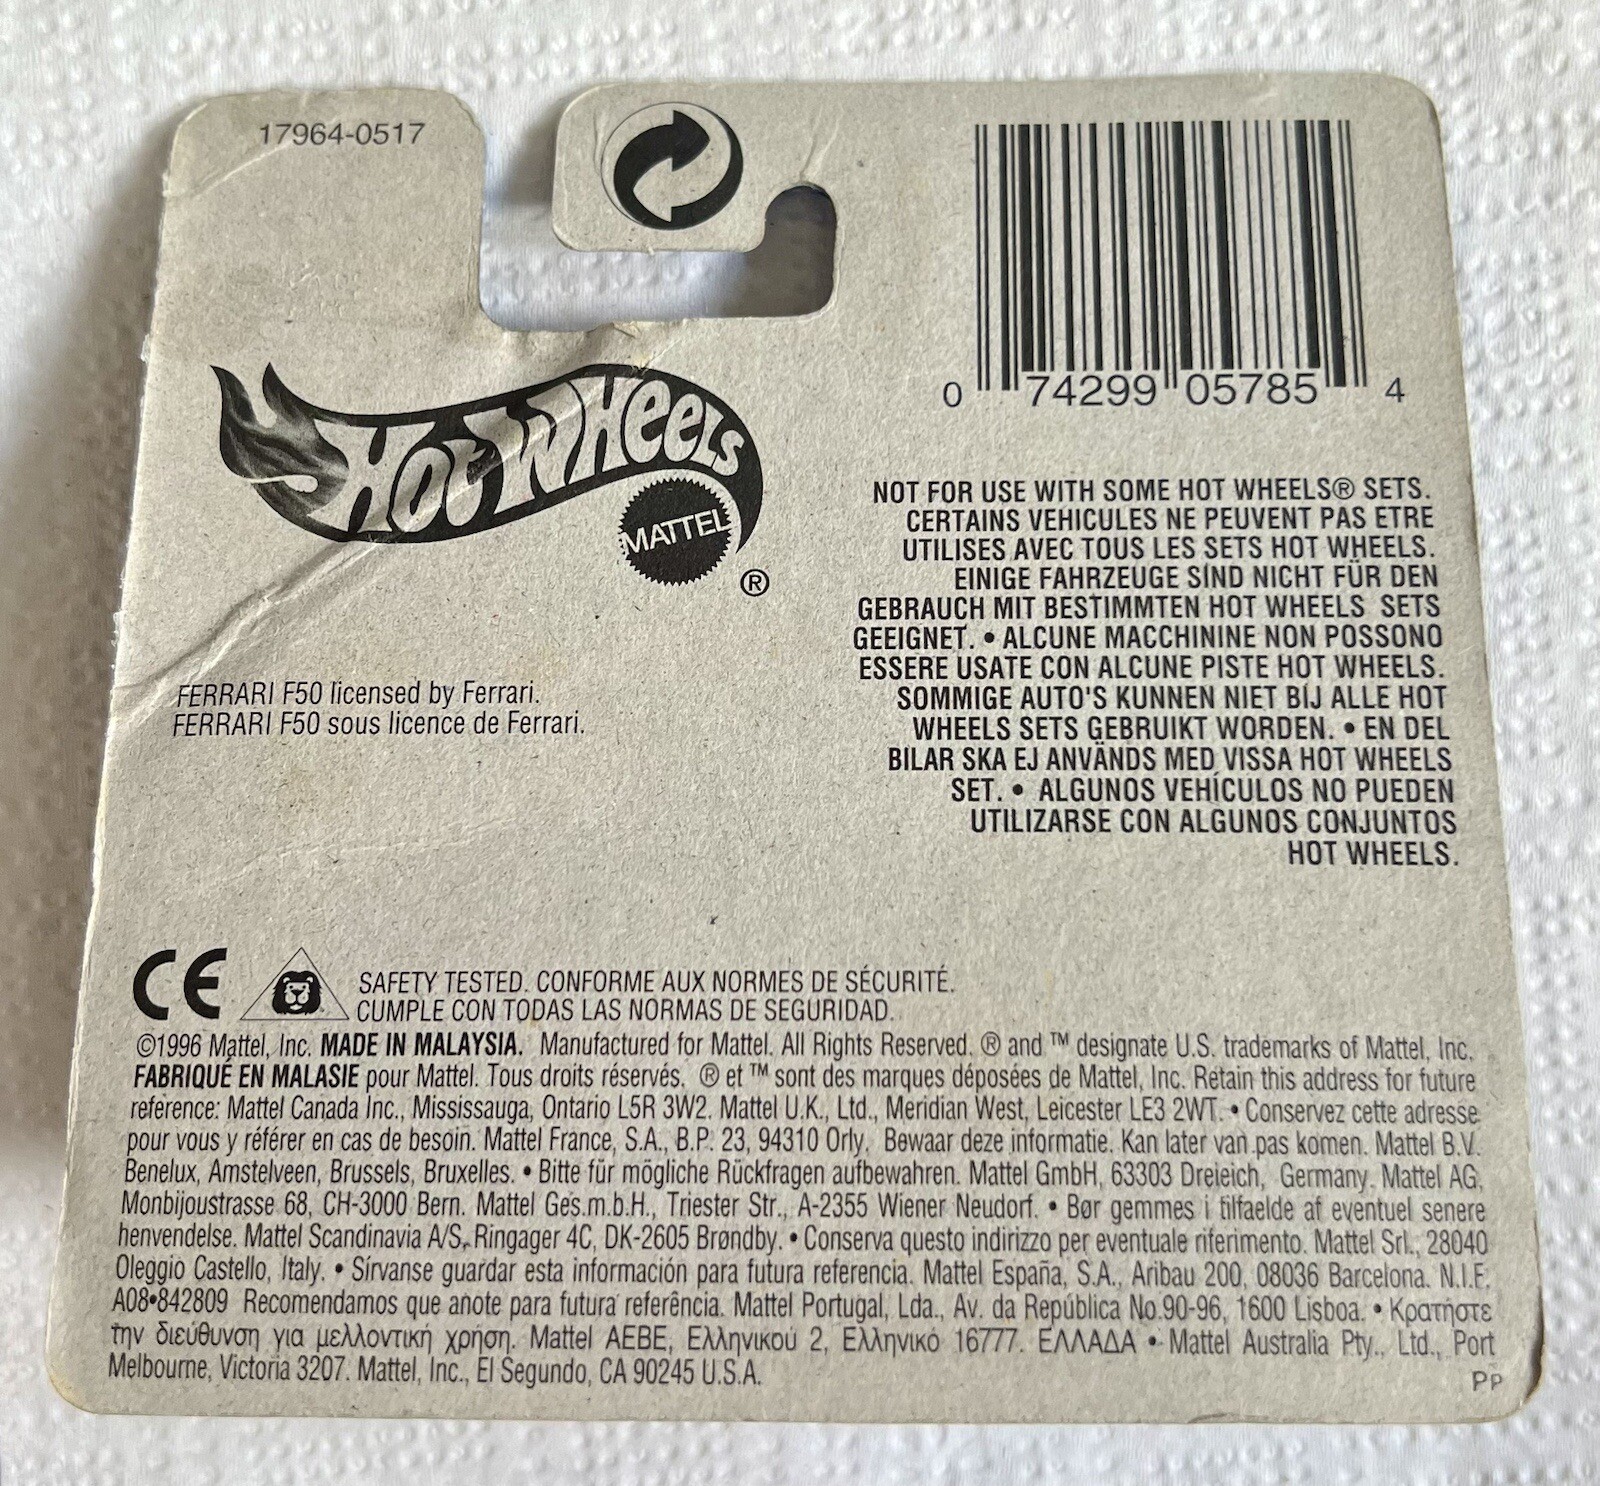 17964-0517
0 74299 05785 4
HOT WHEELS
MATTEL
®
NOT FOR USE WITH SOME HOT WHEELS® SETS.
CERTAINS VEHICULES NE PEUVENT PAS ETRE
UTILISES AVEC TOUS LES SETS HOT WHEELS.
EINIGE FAHRZEUGE SIND NICHT FÜR DEN
GEBRAUCH MIT BESTIMMTEN HOT WHEELS SETS
GEEIGNET. • ALCUNE MACCHININE NON POSSONO
ESSERE USATE CON ALCUNE PISTE HOT WHEELS.
SOMMIGE AUTO'S KUNNEN NIET BIJ ALLE HOT
WHEELS SETS GEBRUIKT WORDEN. • EN DEL
BILAR SKA EJ ANVÄNDS MED VISSA HOT WHEELS
SET. • ALGUNOS VEHÍCULOS NO PUEDEN
UTILIZARSE CON ALGUNOS CONJUNTOS
HOT WHEELS.
FERRARI F50 licensed by Ferrari.
FERRARI F50 sous licence de Ferrari.
CE
SAFETY TESTED. CONFORME AUX NORMES DE SÉCURITÉ.
CUMPLE CON TODAS LAS NORMAS DE SEGURIDAD.
©1996 Mattel, Inc. MADE IN MALAYSIA. Manufactured for Mattel. All Rights Reserved. ® and ™ designate U.S. trademarks of Mattel, Inc.
FABRIQUÉ EN MALASIE pour Mattel. Tous droits réservés. ® et ™ sont des marques déposées de Mattel, Inc. Retain this address for future
reference: Mattel Canada Inc., Mississauga, Ontario L5R 3W2. Mattel U.K., Ltd., Meridian West, Leicester LE3 2WT. • Conservez cette adresse
pour vous y référer en cas de besoin. Mattel France, S.A., B.P. 23, 94310 Orly. Bewaar deze informatie. Kan later van pas komen. Mattel B.V.
Benelux, Amstelveen, Brussels, Bruxelles. • Bitte für mögliche Rückfragen aufbewahren. Mattel GmbH, 63303 Dreieich, Germany. Mattel AG,
Monbijoustrasse 68, CH-3000 Bern. Mattel Ges.m.b.H., Triester Str., A-2355 Wiener Neudorf. • Bør gemmes i tilfaelde af eventuel senere
henvendelse. Mattel Scandinavia A/S, Ringager 4C, DK-2605 Brøndby. • Conserva questo indirizzo per eventuale riferimento. Mattel Srl., 28040
Oleggio Castello, Italy. • Sírvanse guardar esta información para futura referencia. Mattel España, S.A., Aribau 200, 08036 Barcelona. N.I.F.
A08•842809 Recomendamos que anote para futura referência. Mattel Portugal, Lda., Av. da República No.90-96, 1600 Lisboa. • Κρατήστε
την διεύθυνση για μελλοντική χρήση. Mattel AEBE, Ελληνικού 2, Ελληνικό 16777. ΕΛΛΑΔΑ • Mattel Australia Pty., Ltd., Port
Melbourne, Victoria 3207. Mattel, Inc., El Segundo, CA 90245 U.S.A.
PP